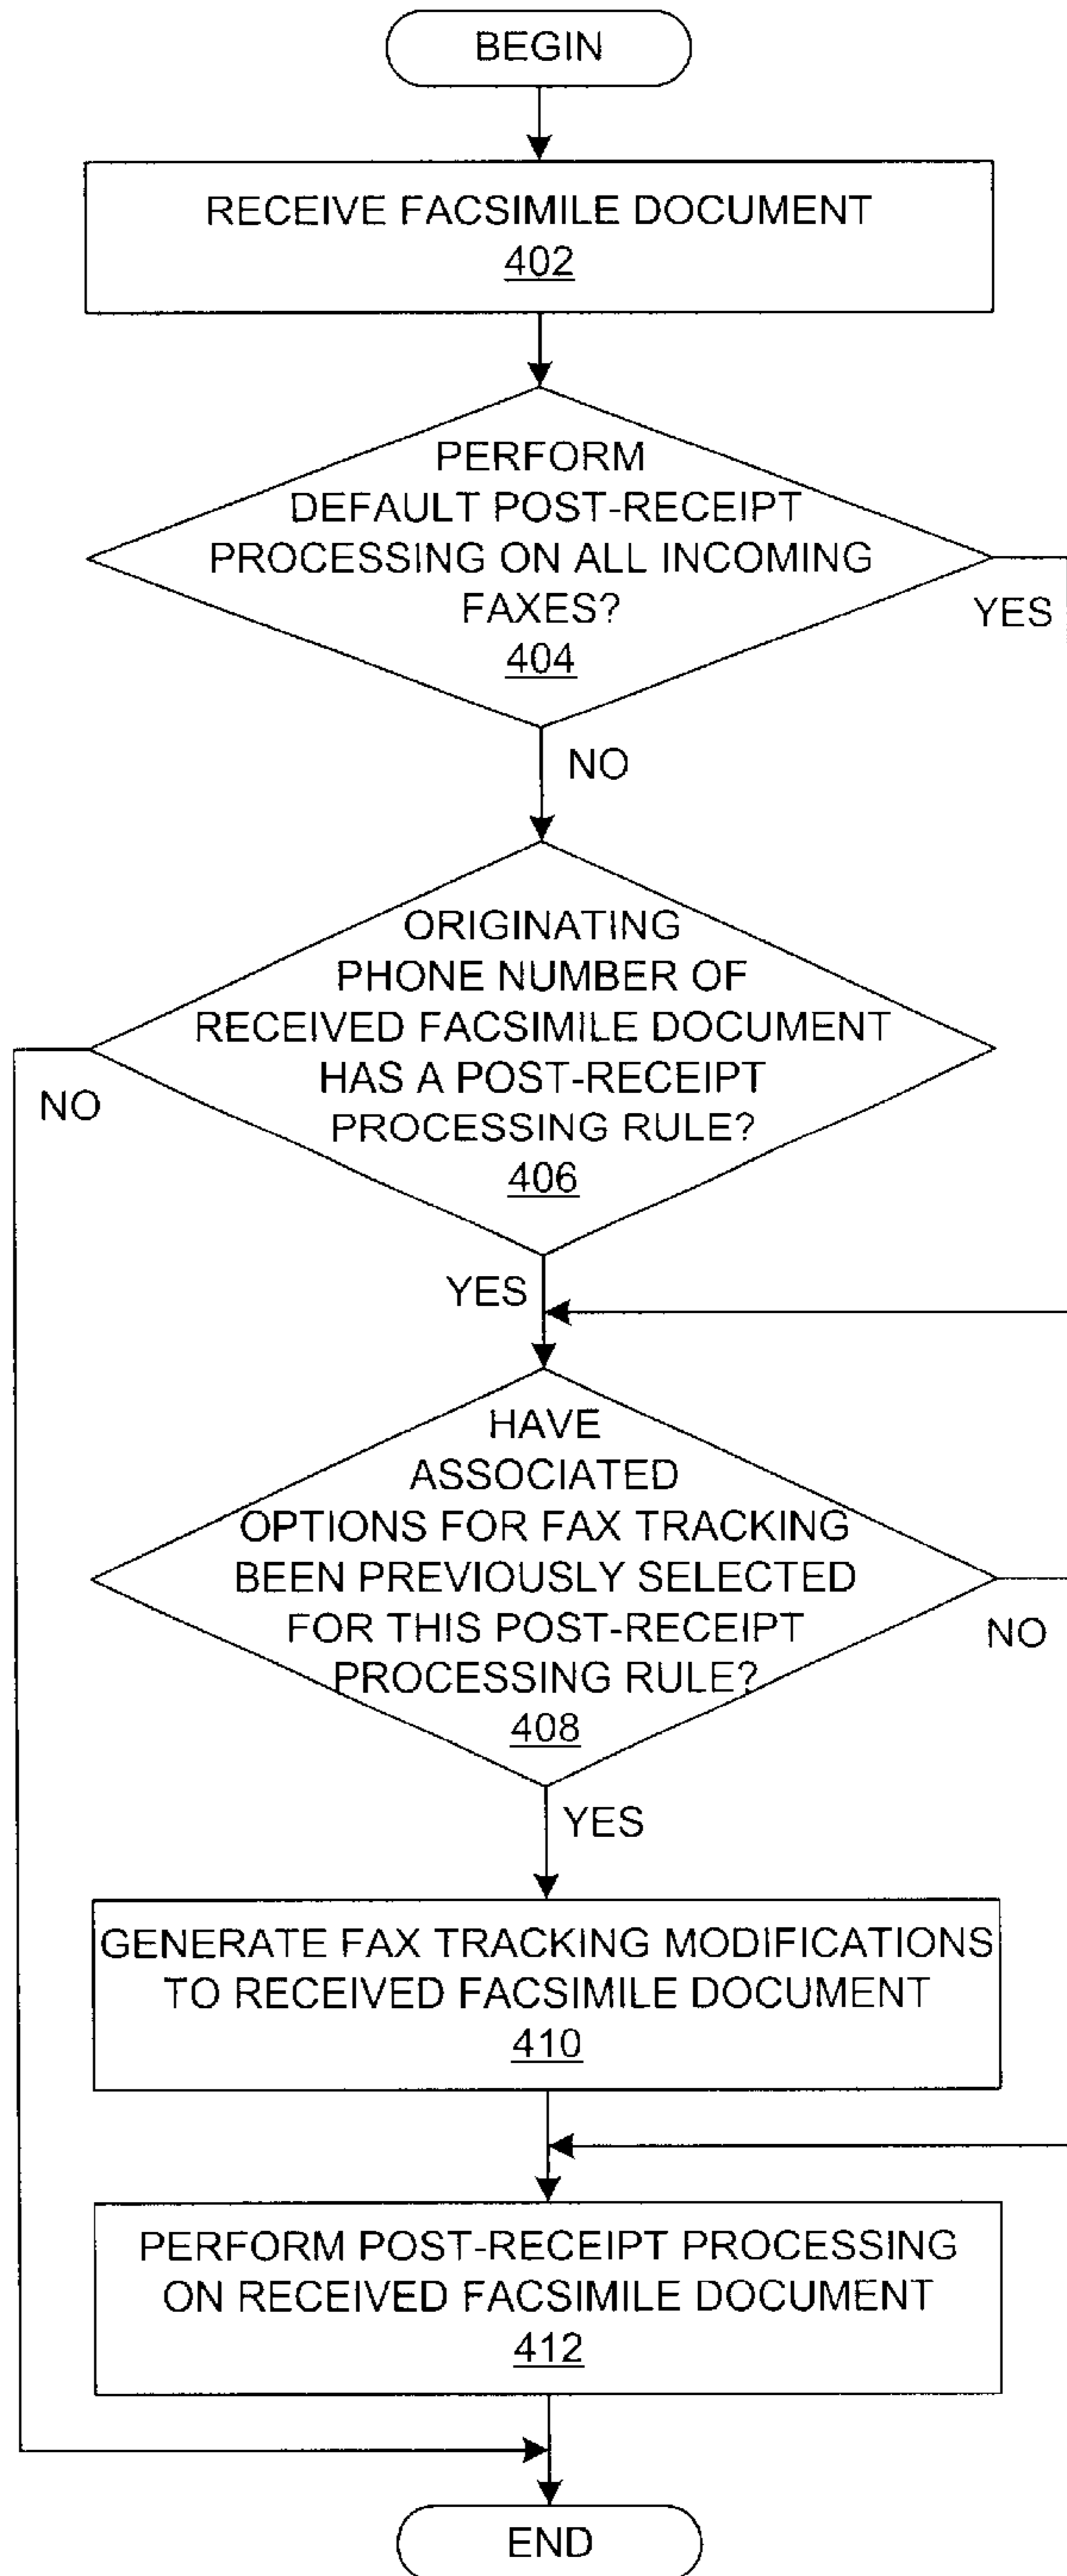 BEGIN
RECEIVE FACSIMILE DOCUMENT
402
PERFORM
DEFAULT POST-RECEIPT
PROCESSING ON ALL INCOMING
FAXES?
404
YES
NO
ORIGINATING
PHONE NUMBER OF
RECEIVED FACSIMILE DOCUMENT
HAS A POST-RECEIPT
PROCESSING RULE?
406
NO
YES
HAVE
ASSOCIATED
OPTIONS FOR FAX TRACKING
BEEN PREVIOUSLY SELECTED
FOR THIS POST-RECEIPT
PROCESSING RULE?
408
NO
YES
GENERATE FAX TRACKING MODIFICATIONS
TO RECEIVED FACSIMILE DOCUMENT
410
PERFORM POST-RECEIPT PROCESSING
ON RECEIVED FACSIMILE DOCUMENT
412
END